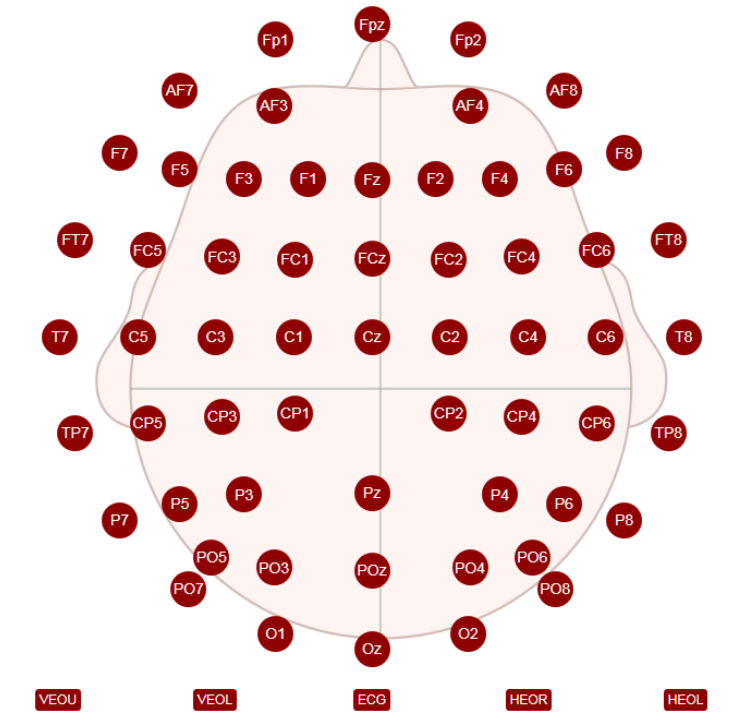 Fpz
Fp1 Fp2
AF7 AF8
AF3 AF4
F7 F8
F5 F3 F1 Fz F2 F4 F6
FT7 FT8
FC5 FC3 FC1 FCz FC2 FC4 FC6
T7 C5 C3 C1 Cz C2 C4 C6 T8
CP5 CP3 CP1 CP2 CP4 CP6
TP7 TP8
P5 P3 Pz P4 P6
P7 P8
PO5 PO3 POz PO4 PO6
PO7 PO8
O1 O2
Oz
VEOU VEOL ECG HEOR HEOL